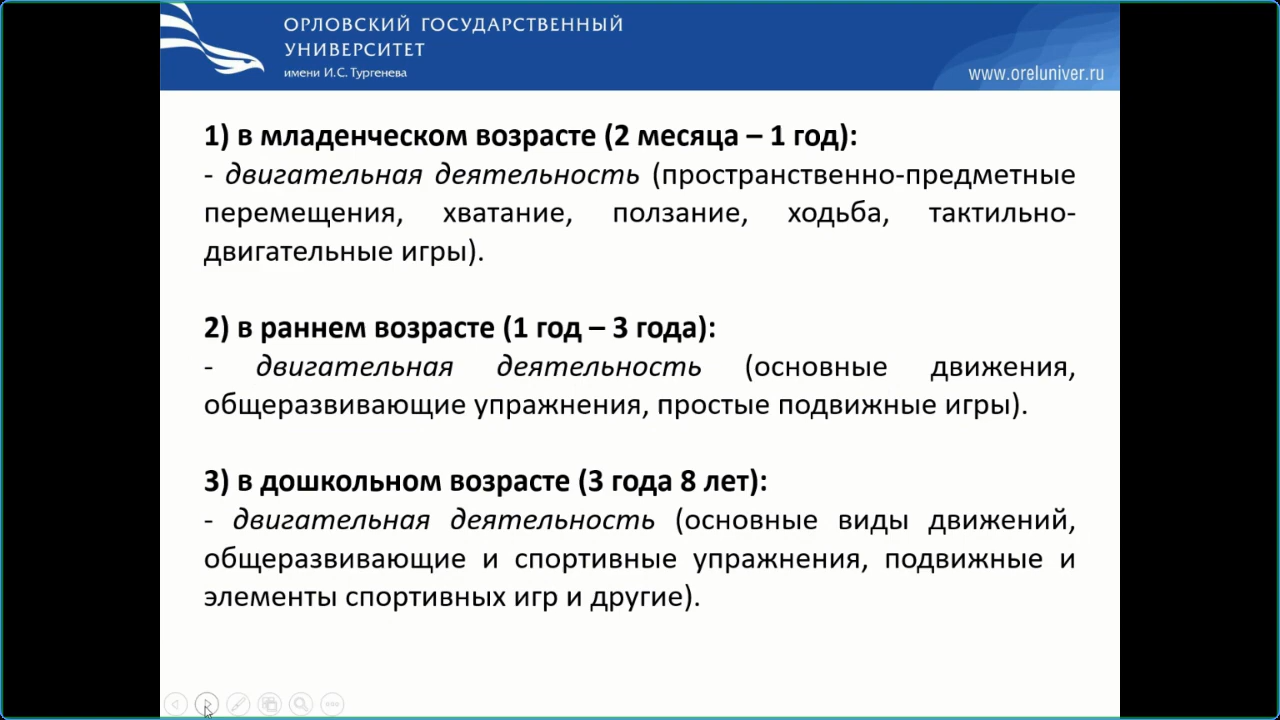 ОРЛОВСКИЙ ГОСУДАРСТВЕННЫЙ
УНИВЕРСИТЕТ
имени И.С. Тургенева
www.oreluniver.ru
1) в младенческом возрасте (2 месяца – 1 год):
- двигательная деятельность (пространственно-предметные
перемещения, хватание, ползание, ходьба, тактильно-
двигательные игры).
2) в раннем возрасте (1 год – 3 года):
- двигательная деятельность (основные движения,
общеразвивающие упражнения, простые подвижные игры).
3) в дошкольном возрасте (3 года 8 лет):
- двигательная деятельность (основные виды движений,
общеразвивающие и спортивные упражнения, подвижные и
элементы спортивных игр и другие).